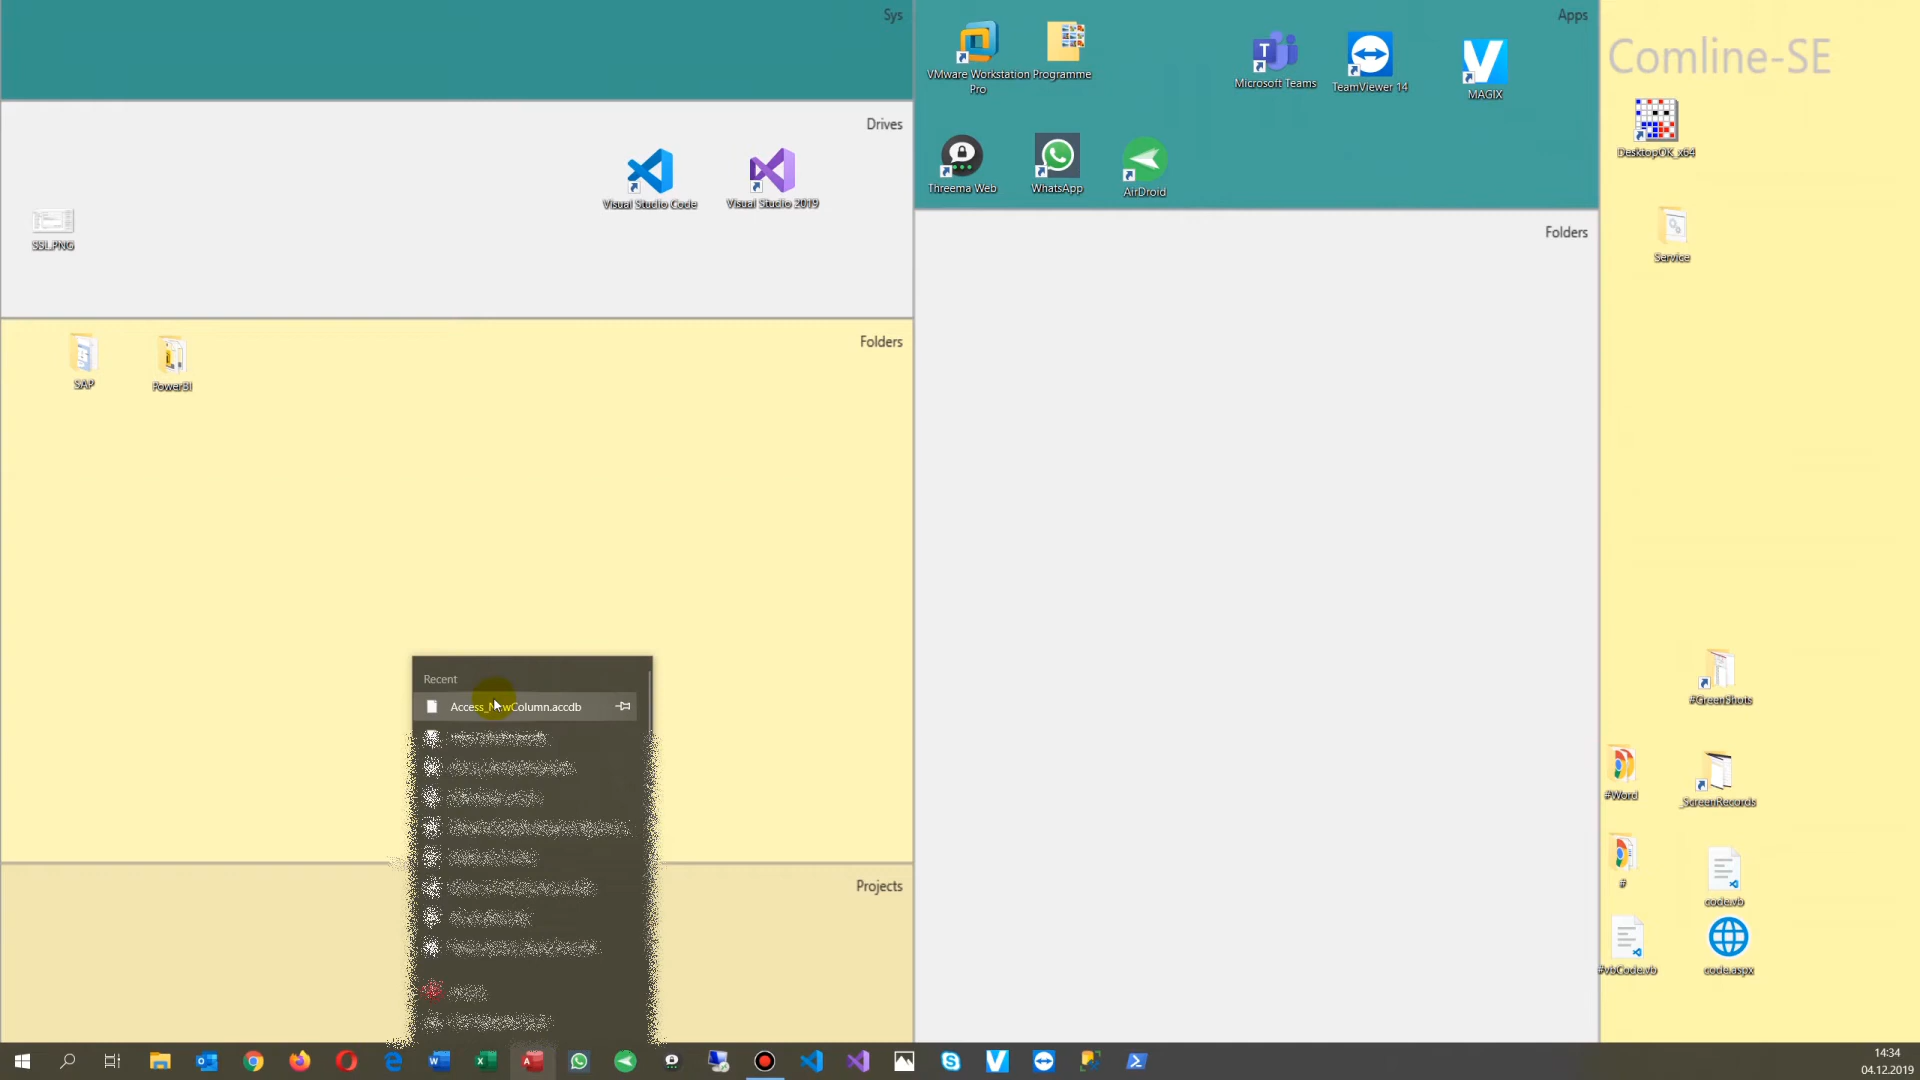 Sys
Apps
Comline-SE
VMware Workstation Pro
Programme
Microsoft Teams
TeamViewer 14
MAGIX
Drives
DesktopOK_x64
Threema Web
WhatsApp
AirDroid
Visual Studio Code
Visual Studio 2019
SSL.PNG
Folders
Service
Folders
SAP
PowerBI
Recent
Access_NewColumn.accdb
#GreenShots
#Word
_ScreenRecords
Projects
#
code.vb
#vbCode.vb
code.aspx
14:34
04.12.2019